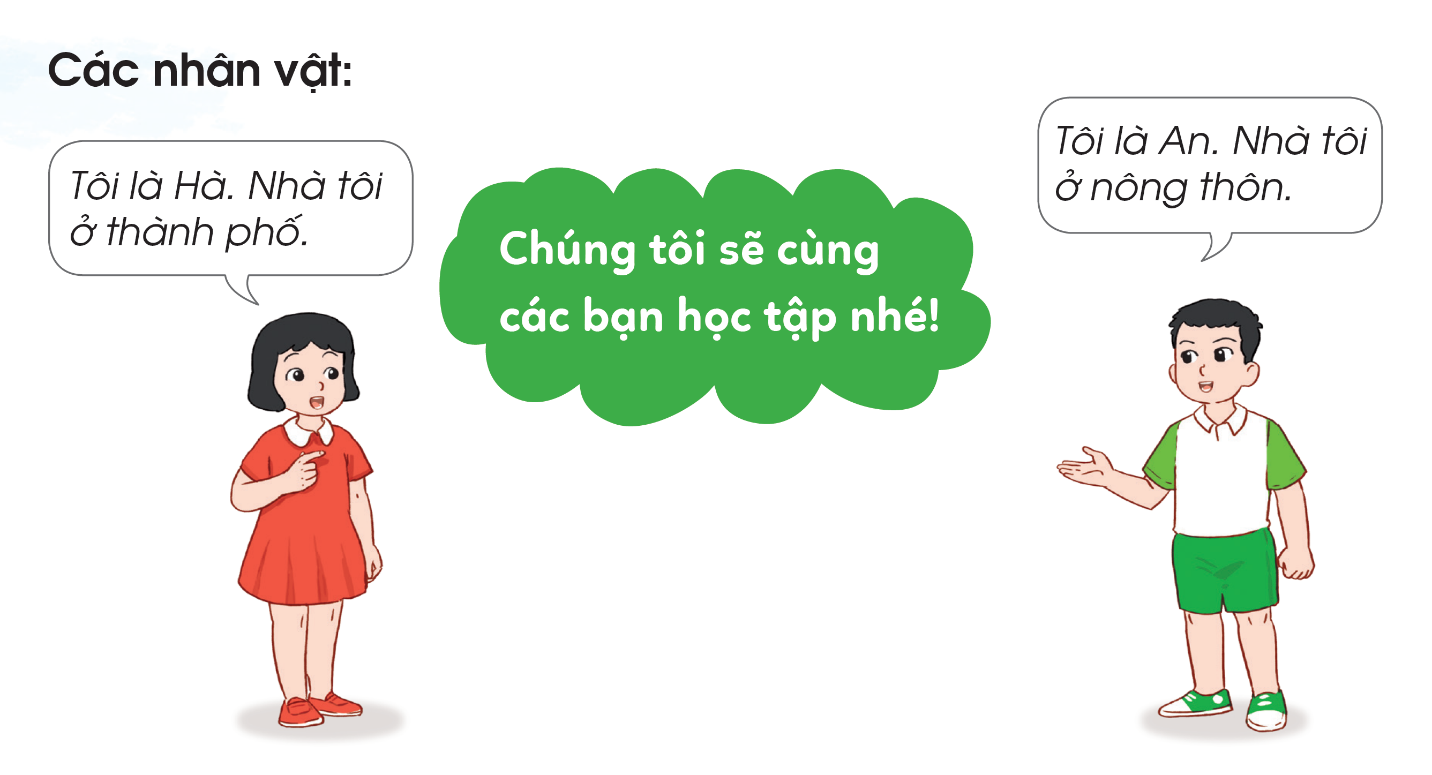 Các nhân vật:
Tôi là Hà. Nhà tôi
ở thành phố.
Chúng tôi sẽ cùng
các bạn học tập nhé!
Tôi là An. Nhà tôi
ở nông thôn.